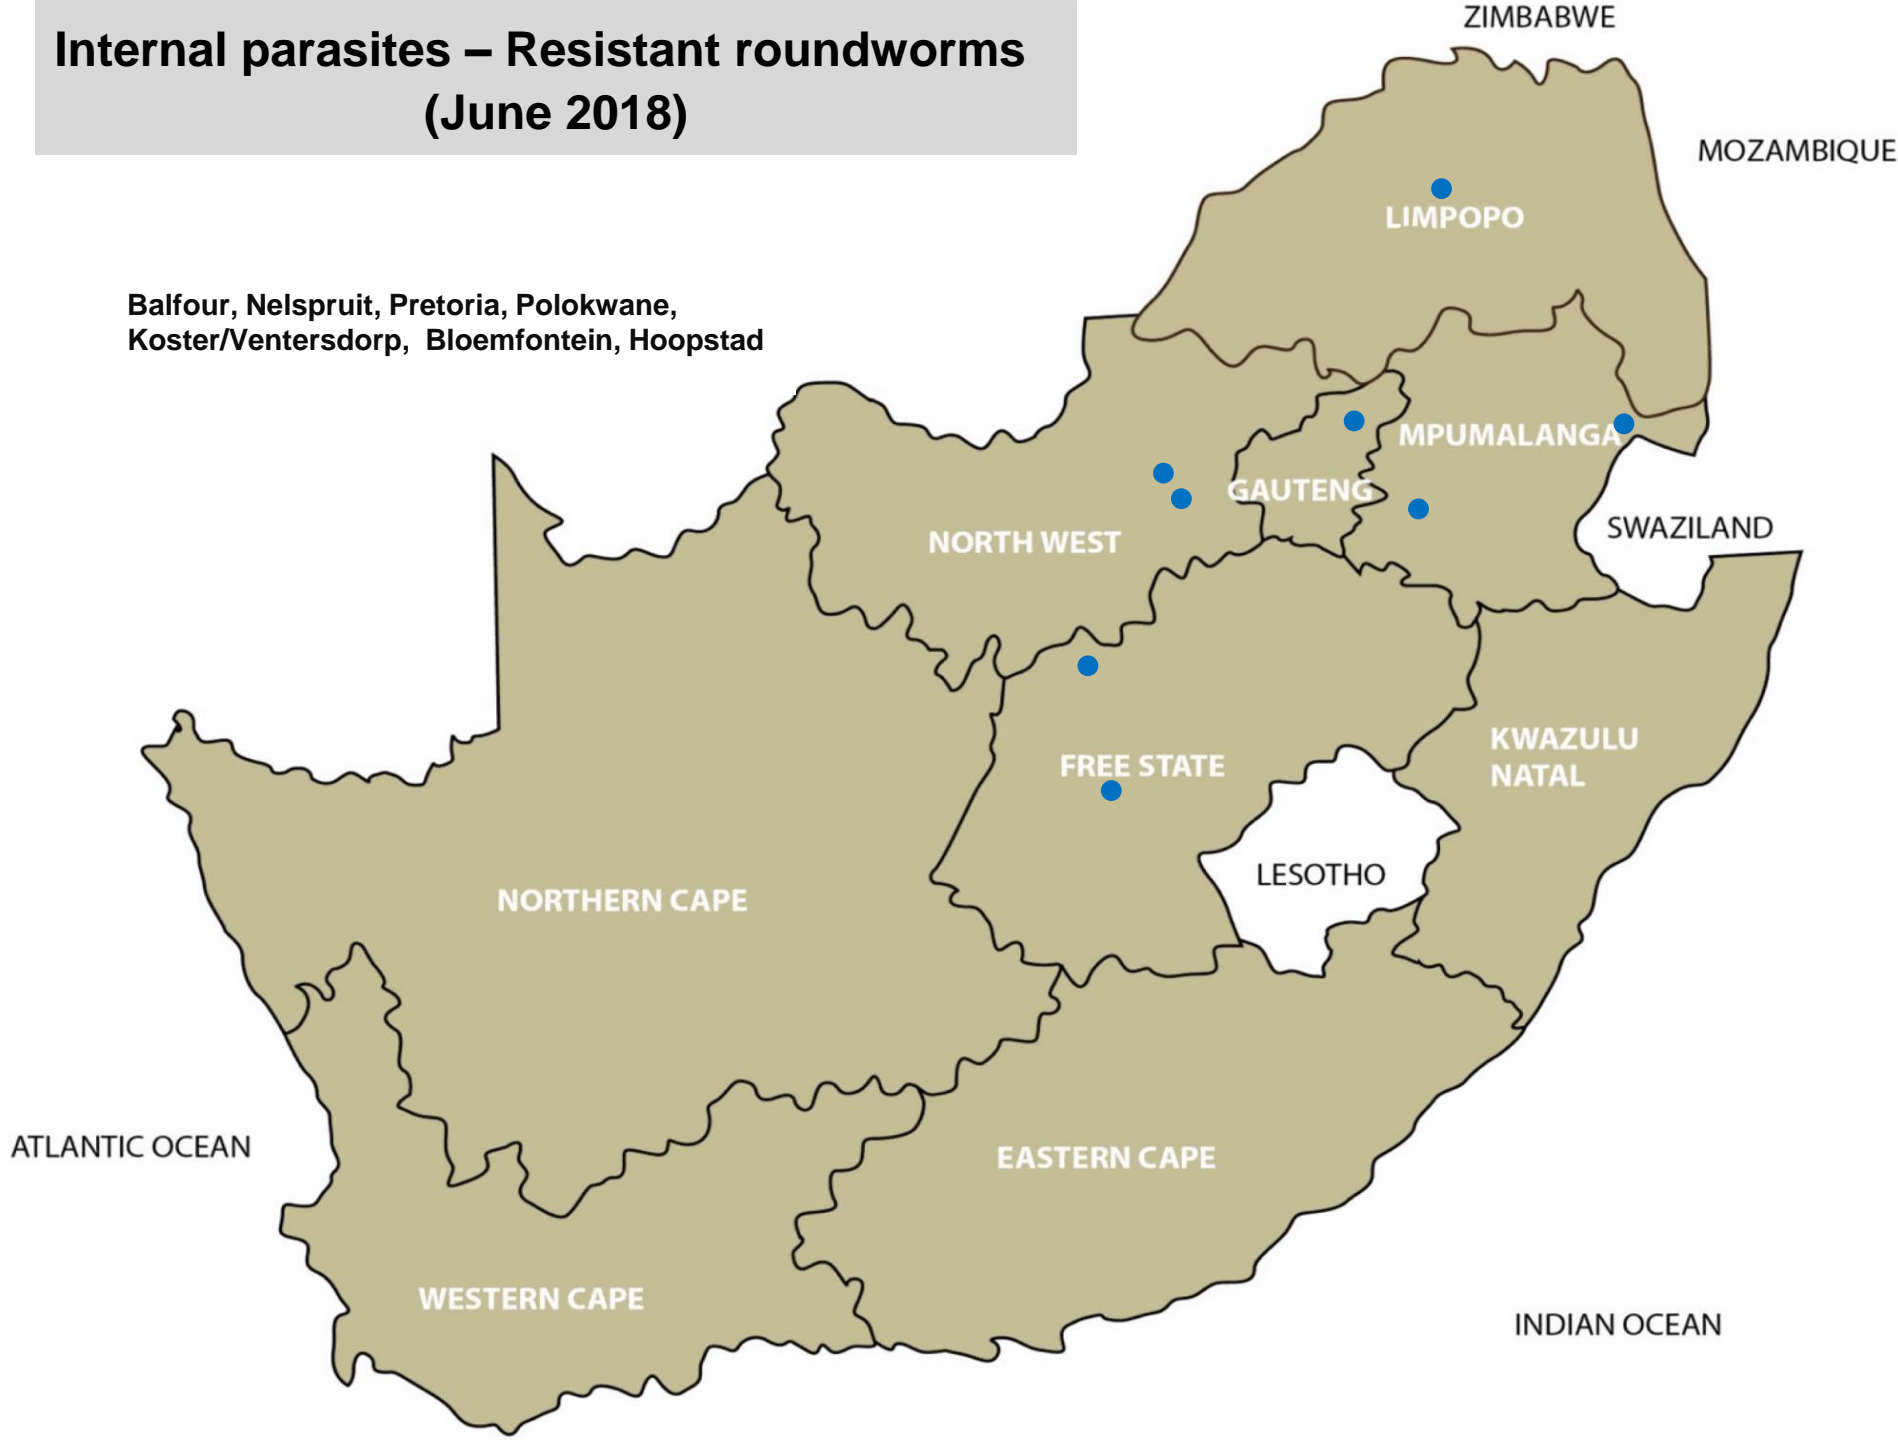 Internal parasites – Resistant roundworms
(June 2018)
ZIMBABWE
MOZAMBIQUE
LIMPOPO
Balfour, Nelspruit, Pretoria, Polokwane,
Koster/Ventersdorp,  Bloemfontein, Hoopstad
MPUMALANGA
GAUTENG
SWAZILAND
NORTH WEST
KWAZULU
NATAL
FREE STATE
LESOTHO
NORTHERN CAPE
ATLANTIC OCEAN
EASTERN CAPE
WESTERN CAPE
INDIAN OCEAN